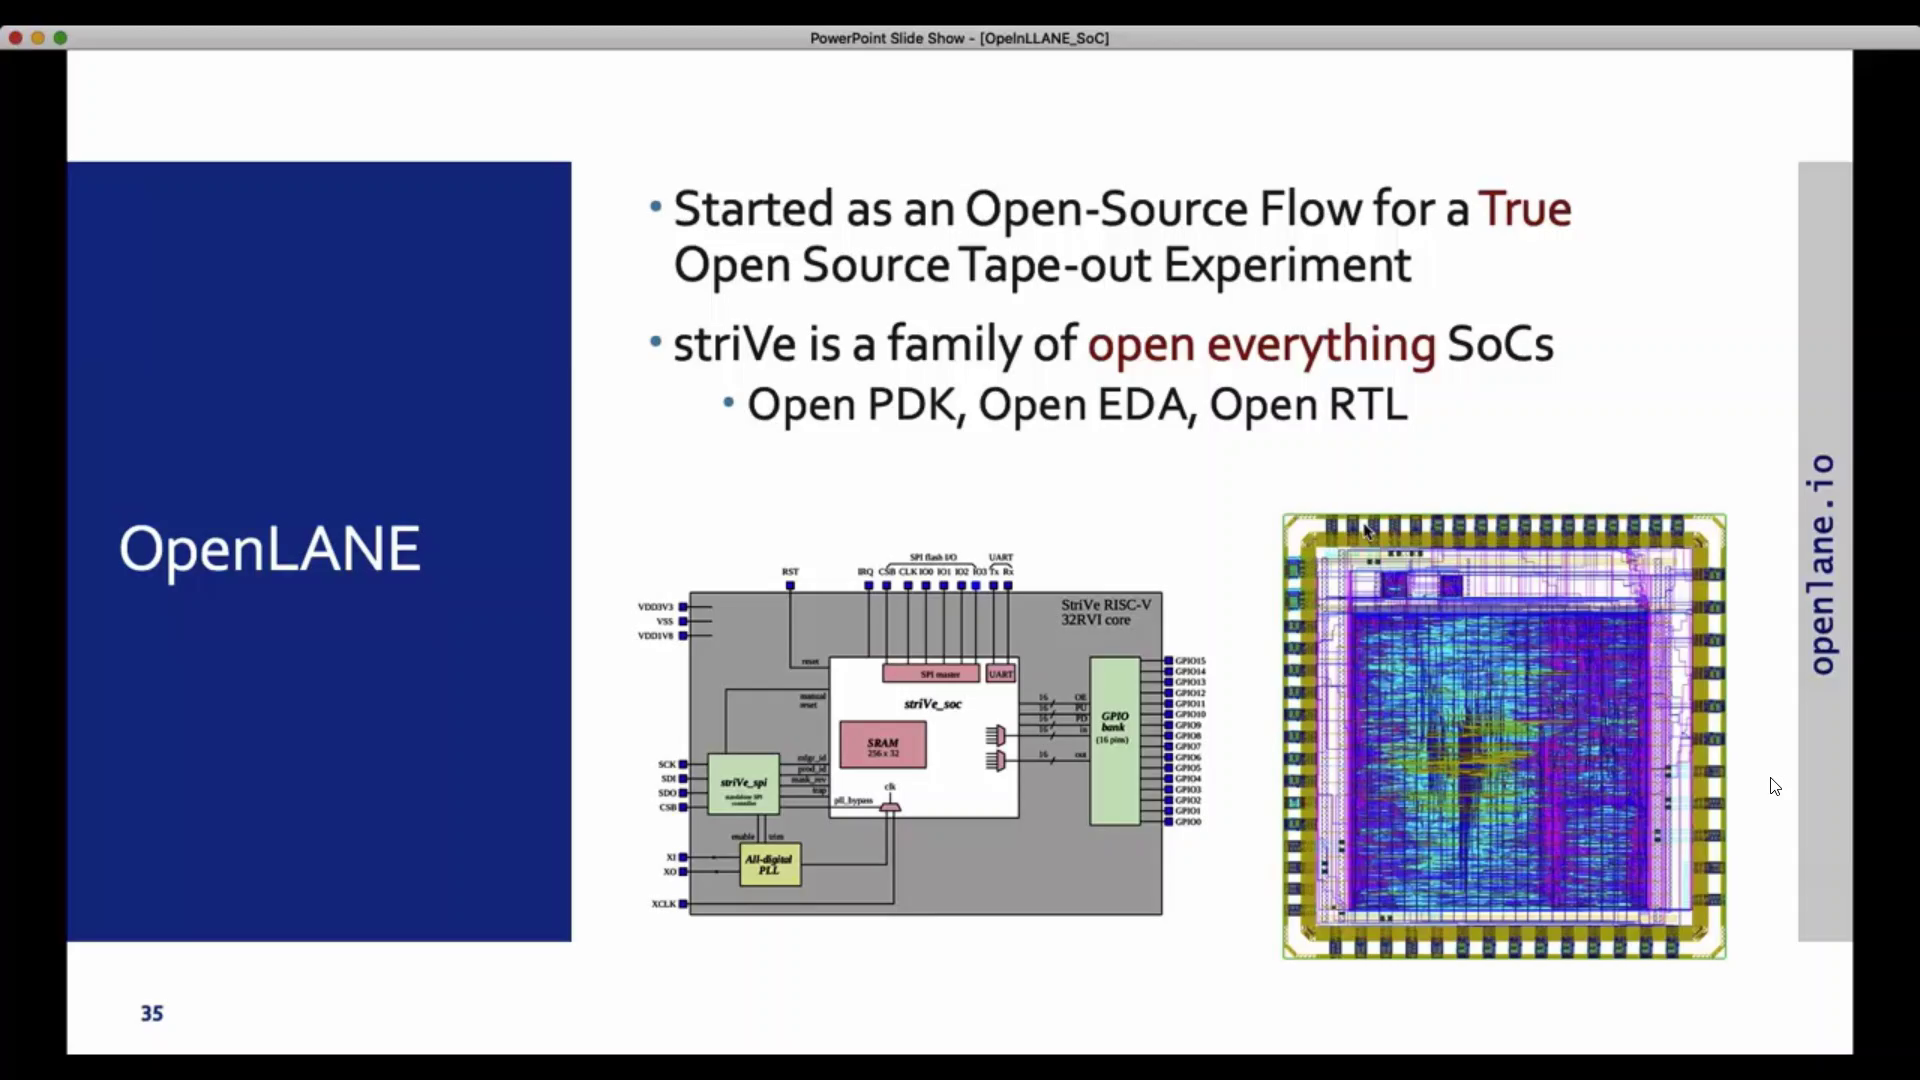 PowerPoint Slide Show - [OpeInLLANE_SoC]
OpenLANE
• Started as an Open-Source Flow for a True
Open Source Tape-out Experiment
• striVe is a family of open everything SoCs
• Open PDK, Open EDA, Open RTL
openlane.io
SPI flash I/O
UART
RST
IRQ CSB CLK IO0 IO1 IO2 IO3 Tx Rx
StriVe RISC-V
32RVI core
VDD3V3
VSS
VDD1V8
reset
manual
reset
SPI master
UART
striVe_soc
SRAM
256 x 32
clk
pll_bypass
16 OE
16 PU
16 PD
16 in
16 out
GPIO
bank
(16 pins)
GPIO15
GPIO14
GPIO13
GPIO12
GPIO11
GPIO10
GPIO9
GPIO8
GPIO7
GPIO6
GPIO5
GPIO4
GPIO3
GPIO2
GPIO1
GPIO0
SCK
SDI
SDO
CSB
striVe_spi
standalone SPI
controller
mfgr_id
prod_id
mask_rev
trap
enable trim
XI
XO
All-digital
PLL
XCLK
35